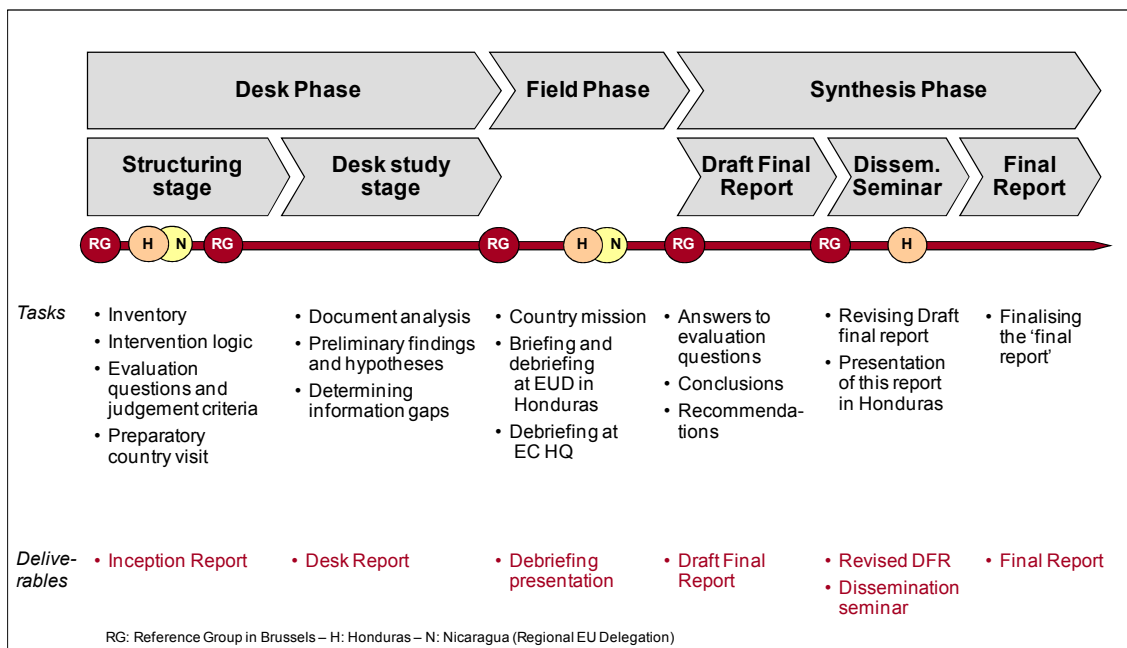 Desk Phase
Field Phase
Synthesis Phase
Structuring
stage
Desk study
stage
Draft Final
Report
Dissem.
Seminar
Final
Report
RG
H
N
RG
RG
H
N
RG
RG
H
Tasks
• Inventory
• Intervention logic
• Evaluation
questions and
judgement criteria
• Preparatory
country visit
• Document analysis
• Preliminary findings
and hypotheses
• Determining
information gaps
• Country mission
• Briefing and
debriefing
at EUD in
Honduras
• Debriefing at
EC HQ
• Answers to
evaluation
questions
• Conclusions
• Recommenda-
tions
• Revising Draft
final report
• Presentation
of this report
in Honduras
• Finalising
the ‘final
report’
Delive-
rables
• Inception Report
• Desk Report
• Debriefing
presentation
• Draft Final
Report
• Revised DFR
• Dissemination
seminar
• Final Report
RG: Reference Group in Brussels – H: Honduras – N: Nicaragua (Regional EU Delegation)